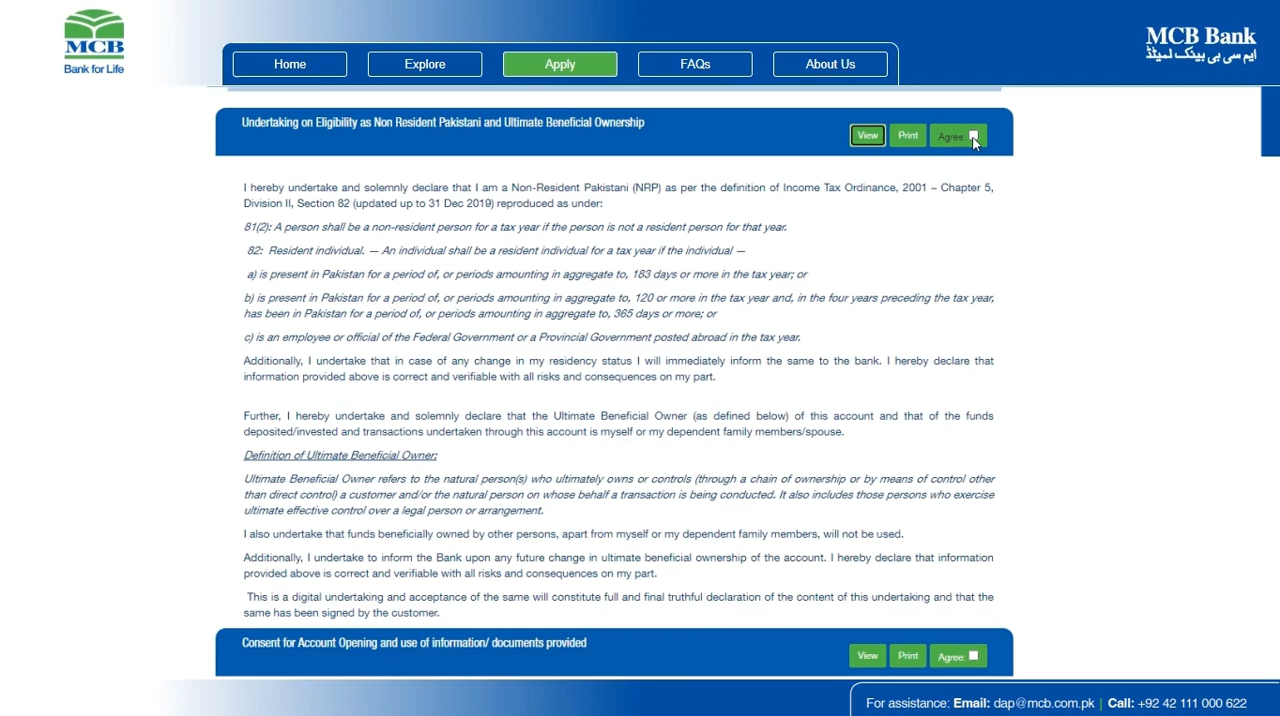 MCB
Bank for Life
Home
Explore
Apply
FAQs
About Us
MCB Bank
ایم سی بی بینک لمیٹڈ
Undertaking on Eligibility as Non Resident Pakistani and Ultimate Beneficial Ownership
View
Print
Agree:
I hereby undertake and solemnly declare that I am a Non-Resident Pakistani (NRP) as per the definition of Income Tax Ordinance, 2001 – Chapter 5,
Division II, Section 82 (updated up to 31 Dec 2019) reproduced as under:
81(2): A person shall be a non-resident person for a tax year if the person is not a resident person for that year.
82: Resident individual. — An individual shall be a resident individual for a tax year if the individual —
a) is present in Pakistan for a period of, or periods amounting in aggregate to, 183 days or more in the tax year; or
b) is present in Pakistan for a period of, or periods amounting in aggregate to, 120 or more in the tax year and, in the four years preceding the tax year,
has been in Pakistan for a period of, or periods amounting in aggregate to, 365 days or more; or
c) is an employee or official of the Federal Government or a Provincial Government posted abroad in the tax year.
Additionally, I undertake that in case of any change in my residency status I will immediately inform the same to the bank. I hereby declare that
information provided above is correct and verifiable with all risks and consequences on my part.
Further, I hereby undertake and solemnly declare that the Ultimate Beneficial Owner (as defined below) of this account and that of the funds
deposited/invested and transactions undertaken through this account is myself or my dependent family members/spouse.
Definition of Ultimate Beneficial Owner:
Ultimate Beneficial Owner refers to the natural person(s) who ultimately owns or controls (through a chain of ownership or by means of control other
than direct control) a customer and/or the natural person on whose behalf a transaction is being conducted. It also includes those persons who exercise
ultimate effective control over a legal person or arrangement.
I also undertake that funds beneficially owned by other persons, apart from myself or my dependent family members, will not be used.
Additionally, I undertake to inform the Bank upon any future change in ultimate beneficial ownership of the account. I hereby declare that information
provided above is correct and verifiable with all risks and consequences on my part.
This is a digital undertaking and acceptance of the same will constitute full and final truthful declaration of the content of this undertaking and that the
same has been signed by the customer.
Consent for Account Opening and use of information/ documents provided
View
Print
Agree:
For assistance: Email: dap@mcb.com.pk | Call: +92 42 111 000 622